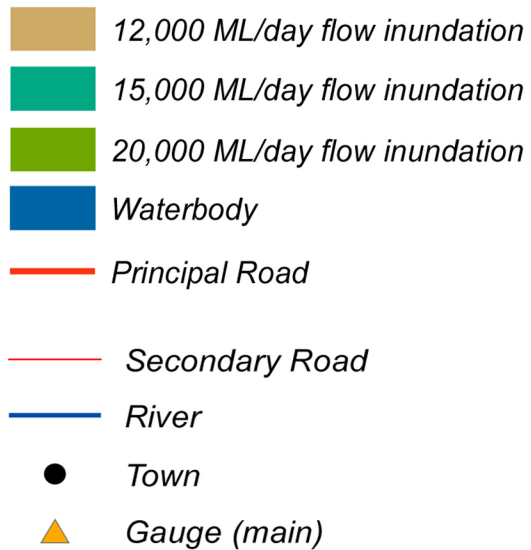 12,000 ML/day flow inundation
15,000 ML/day flow inundation
20,000 ML/day flow inundation
Waterbody
Principal Road
Secondary Road
River
Town
Gauge (main)